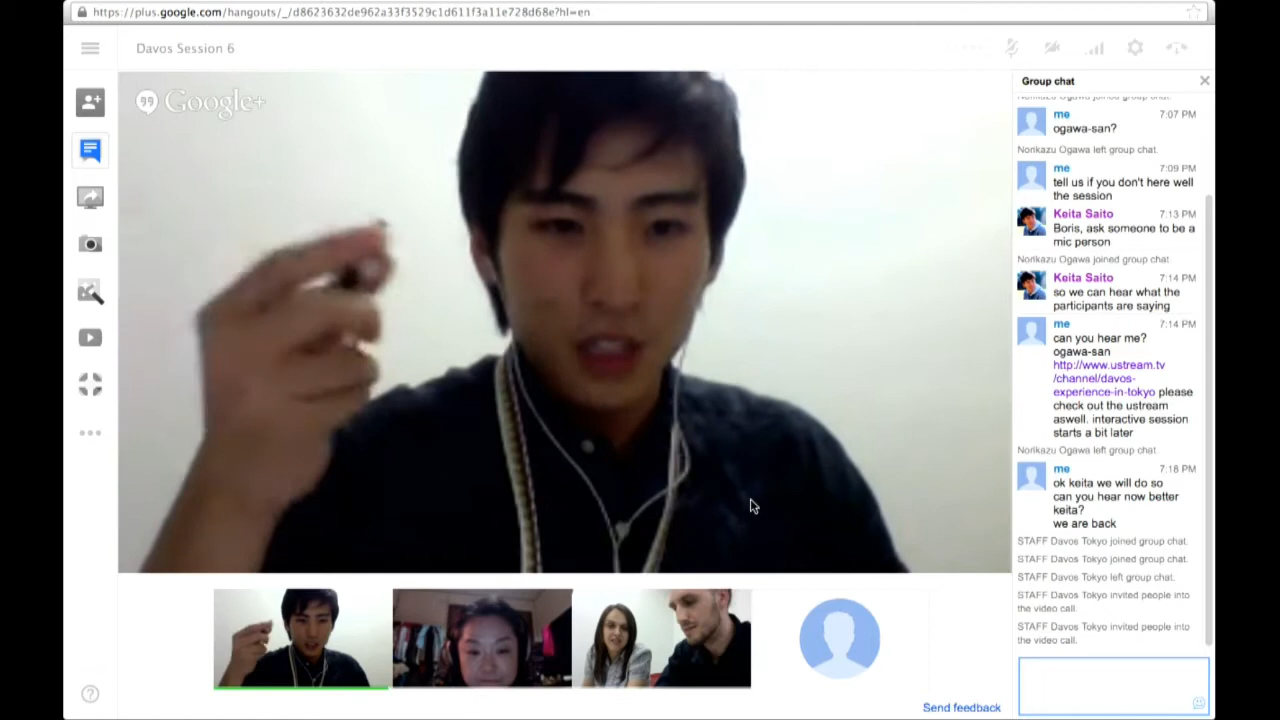 https://plus.google.com/hangouts/_/d8623632de962a33f3529c1d611f3a11e728d68e?hl=en
Davos Session 6
Google+
Group chat
Norikazu Ogawa joined group chat.
me 7:07 PM
ogawa-san?
Norikazu Ogawa left group chat.
me 7:09 PM
tell us if you don't here well
the session
Keita Saito 7:13 PM
Boris, ask someone to be a
mic person
Norikazu Ogawa joined group chat
Keita Saito 7:14 PM
so we can hear what the
participants are saying
me 7:14 PM
can you hear me?
ogawa-san
http://www.ustream.tv
/channel/davos-
experience-in-tokyo please
check out the ustream
aswell. interactive session
starts a bit later
Norikazu Ogawa left group chat.
me 7:18 PM
ok keita we will do so
can you hear now better
keita?
we are back
STAFF Davos Tokyo joined group chat.
STAFF Davos Tokyo joined group chat.
STAFF Davos Tokyo left group chat.
STAFF Davos Tokyo invited people into
the video call.
STAFF Davos Tokyo invited people into
the video call.
Send feedback